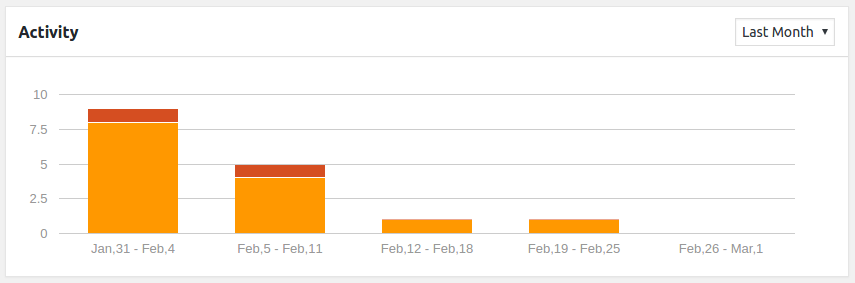 Activity
Last Month
10
7.5
5
2.5
0
Jan,31 - Feb,4 Feb,5 - Feb,11 Feb,12 - Feb,18 Feb,19 - Feb,25 Feb,26 - Mar,1